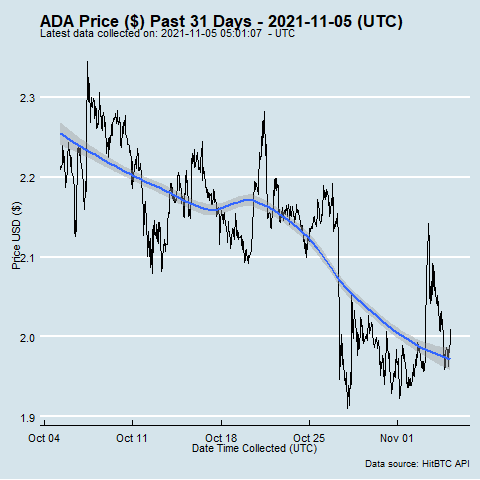 ADA Price ($) Past 31 Days - 2021-11-05 (UTC)
Latest data collected on: 2021-11-05 05:01:07 - UTC
Price USD ($)
2.3
2.2
2.1
2.0
1.9
Oct 04 Oct 11 Oct 18 Oct 25 Nov 01
Date Time Collected (UTC)
Data source: HitBTC API